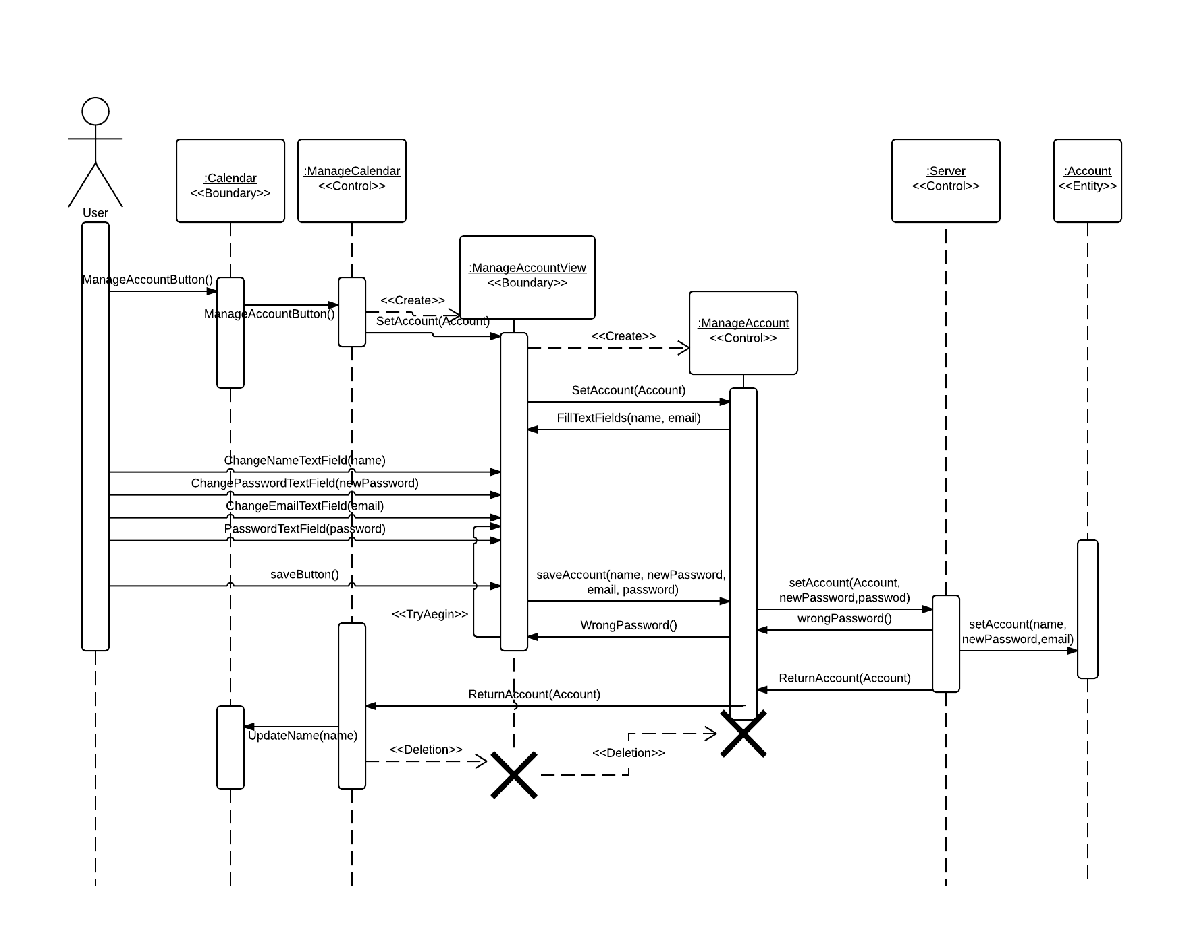 :Calendar
<<Boundary>>
:ManageCalendar
<<Control>>
:Server
<<Control>>
:Account
<<Entity>>
User
:ManageAccountView
<<Boundary>>
ManageAccountButton()
ManageAccountButton()
<<Create>>
SetAccount(Account)
:ManageAccount
<<Control>>
<<Create>>
SetAccount(Account)
FillTextFields(name, email)
ChangeNameTextField(name)
ChangePasswordTextField(newPassword)
ChangeEmailTextField(email)
PasswordTextField(password)
saveButton()
saveAccount(name, newPassword,
email, password)
setAccount(Account,
newPassword,passwod)
<<TryAegin>>
WrongPassword()
wrongPassword()
setAccount(name,
newPassword,email)
ReturnAccount(Account)
ReturnAccount(Account)
UpdateName(name)
<<Deletion>>
<<Deletion>>